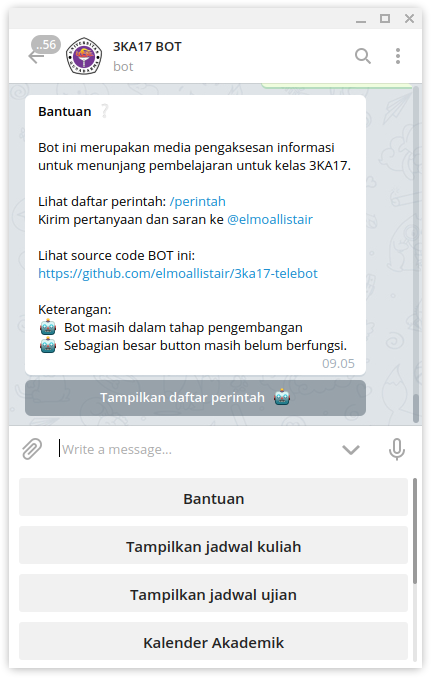 ..56
3KA17 BOT
bot
Bantuan ❔
Bot ini merupakan media pengaksesan informasi
untuk menunjang pembelajaran untuk kelas 3KA17.
Lihat daftar perintah: /perintah
Kirim pertanyaan dan saran ke @elmoallistair
Lihat source code BOT ini:
https://github.com/elmoallistair/3ka17-telebot
Keterangan:
🤖 Bot masih dalam tahap pengembangan
🤖 Sebagian besar button masih belum berfungsi.
09.05
Tampilkan daftar perintah 🤖
Write a message...
Bantuan
Tampilkan jadwal kuliah
Tampilkan jadwal ujian
Kalender Akademik